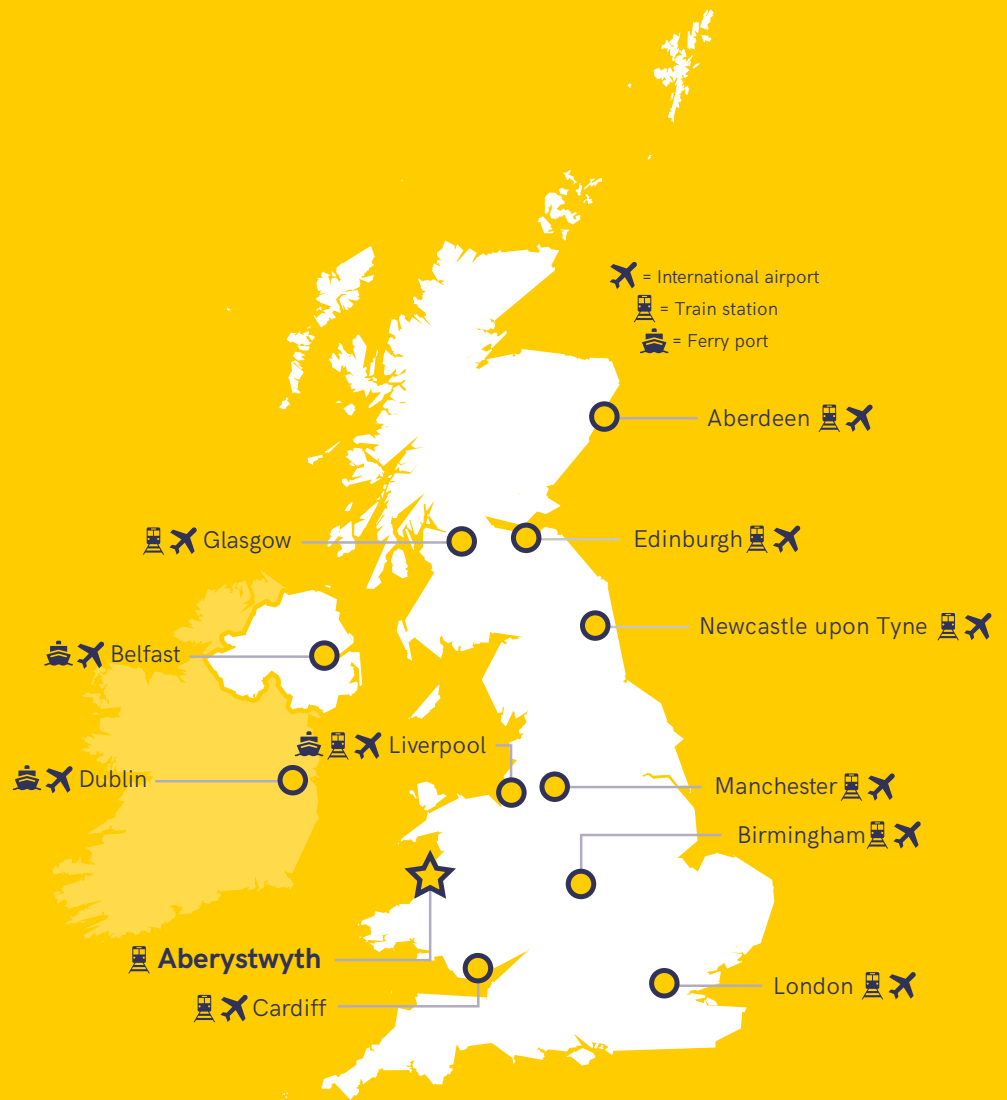 = International airport
= Train station
= Ferry port
Aberdeen
Glasgow
Edinburgh
Newcastle upon Tyne
Belfast
Liverpool
Dublin
Manchester
Birmingham
Aberystwyth
London
Cardiff